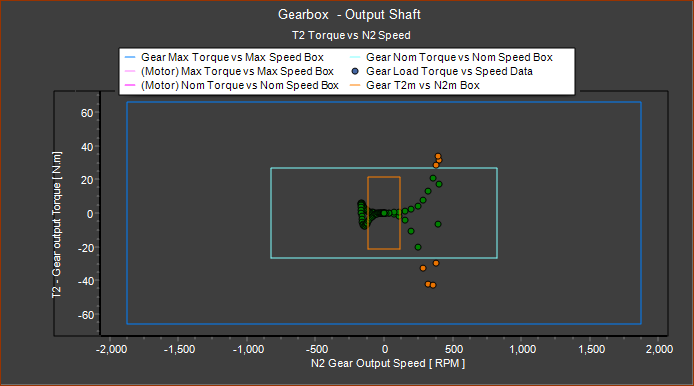 Gearbox - Output Shaft
T2 Torque vs N2 Speed
Gear Max Torque vs Max Speed Box
Gear Nom Torque vs Nom Speed Box
(Motor) Max Torque vs Max Speed Box
Gear Load Torque vs Speed Data
(Motor) Nom Torque vs Nom Speed Box
Gear T2m vs N2m Box
T2 - Gear output Torque [ N.m]
60
40
20
0
-20
-40
-60
-2,000 -1,500 -1,000 -500 0 500 1,000 1,500 2,000
N2 Gear Output Speed [ RPM ]